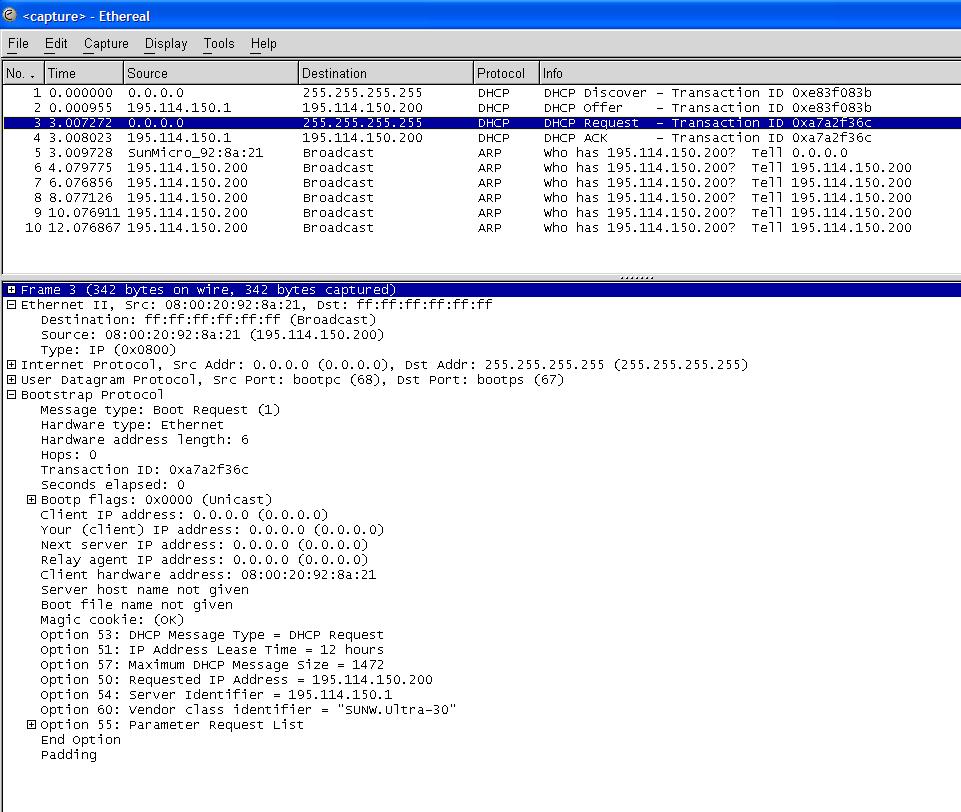 <capture> - Ethereal
File Edit Capture Display Tools Help
No. . Time Source Destination Protocol Info
1 0.000000 0.0.0.0 255.255.255.255 DHCP DHCP Discover - Transaction ID 0xe83f083b
2 0.000955 195.114.150.1 195.114.150.200 DHCP DHCP Offer - Transaction ID 0xe83f083b
3 3.007272 0.0.0.0 255.255.255.255 DHCP DHCP Request - Transaction ID 0xa7a2f36c
4 3.008023 195.114.150.1 195.114.150.200 DHCP DHCP ACK - Transaction ID 0xa7a2f36c
5 3.009728 SunMicro_92:8a:21 Broadcast ARP Who has 195.114.150.200? Tell 0.0.0.0
6 4.079775 195.114.150.200 Broadcast ARP Who has 195.114.150.200? Tell 195.114.150.200
7 6.076856 195.114.150.200 Broadcast ARP Who has 195.114.150.200? Tell 195.114.150.200
8 8.077126 195.114.150.200 Broadcast ARP Who has 195.114.150.200? Tell 195.114.150.200
9 10.076911 195.114.150.200 Broadcast ARP Who has 195.114.150.200? Tell 195.114.150.200
10 12.076867 195.114.150.200 Broadcast ARP Who has 195.114.150.200? Tell 195.114.150.200
Frame 3 (342 bytes on wire, 342 bytes captured)
Ethernet II, Src: 08:00:20:92:8a:21, Dst: ff:ff:ff:ff:ff:ff
Destination: ff:ff:ff:ff:ff:ff (Broadcast)
Source: 08:00:20:92:8a:21 (195.114.150.200)
Type: IP (0x0800)
Internet Protocol, Src Addr: 0.0.0.0 (0.0.0.0), Dst Addr: 255.255.255.255 (255.255.255.255)
User Datagram Protocol, Src Port: bootpc (68), Dst Port: bootps (67)
Bootstrap Protocol
Message type: Boot Request (1)
Hardware type: Ethernet
Hardware address length: 6
Hops: 0
Transaction ID: 0xa7a2f36c
Seconds elapsed: 0
Bootp flags: 0x0000 (Unicast)
Client IP address: 0.0.0.0 (0.0.0.0)
Your (client) IP address: 0.0.0.0 (0.0.0.0)
Next server IP address: 0.0.0.0 (0.0.0.0)
Relay agent IP address: 0.0.0.0 (0.0.0.0)
Client hardware address: 08:00:20:92:8a:21
Server host name not given
Boot file name not given
Magic cookie: (OK)
Option 53: DHCP Message Type = DHCP Request
Option 51: IP Address Lease Time = 12 hours
Option 57: Maximum DHCP Message Size = 1472
Option 50: Requested IP Address = 195.114.150.200
Option 54: Server Identifier = 195.114.150.1
Option 60: Vendor class identifier = "SUNW.Ultra-30"
Option 55: Parameter Request List
End Option
Padding